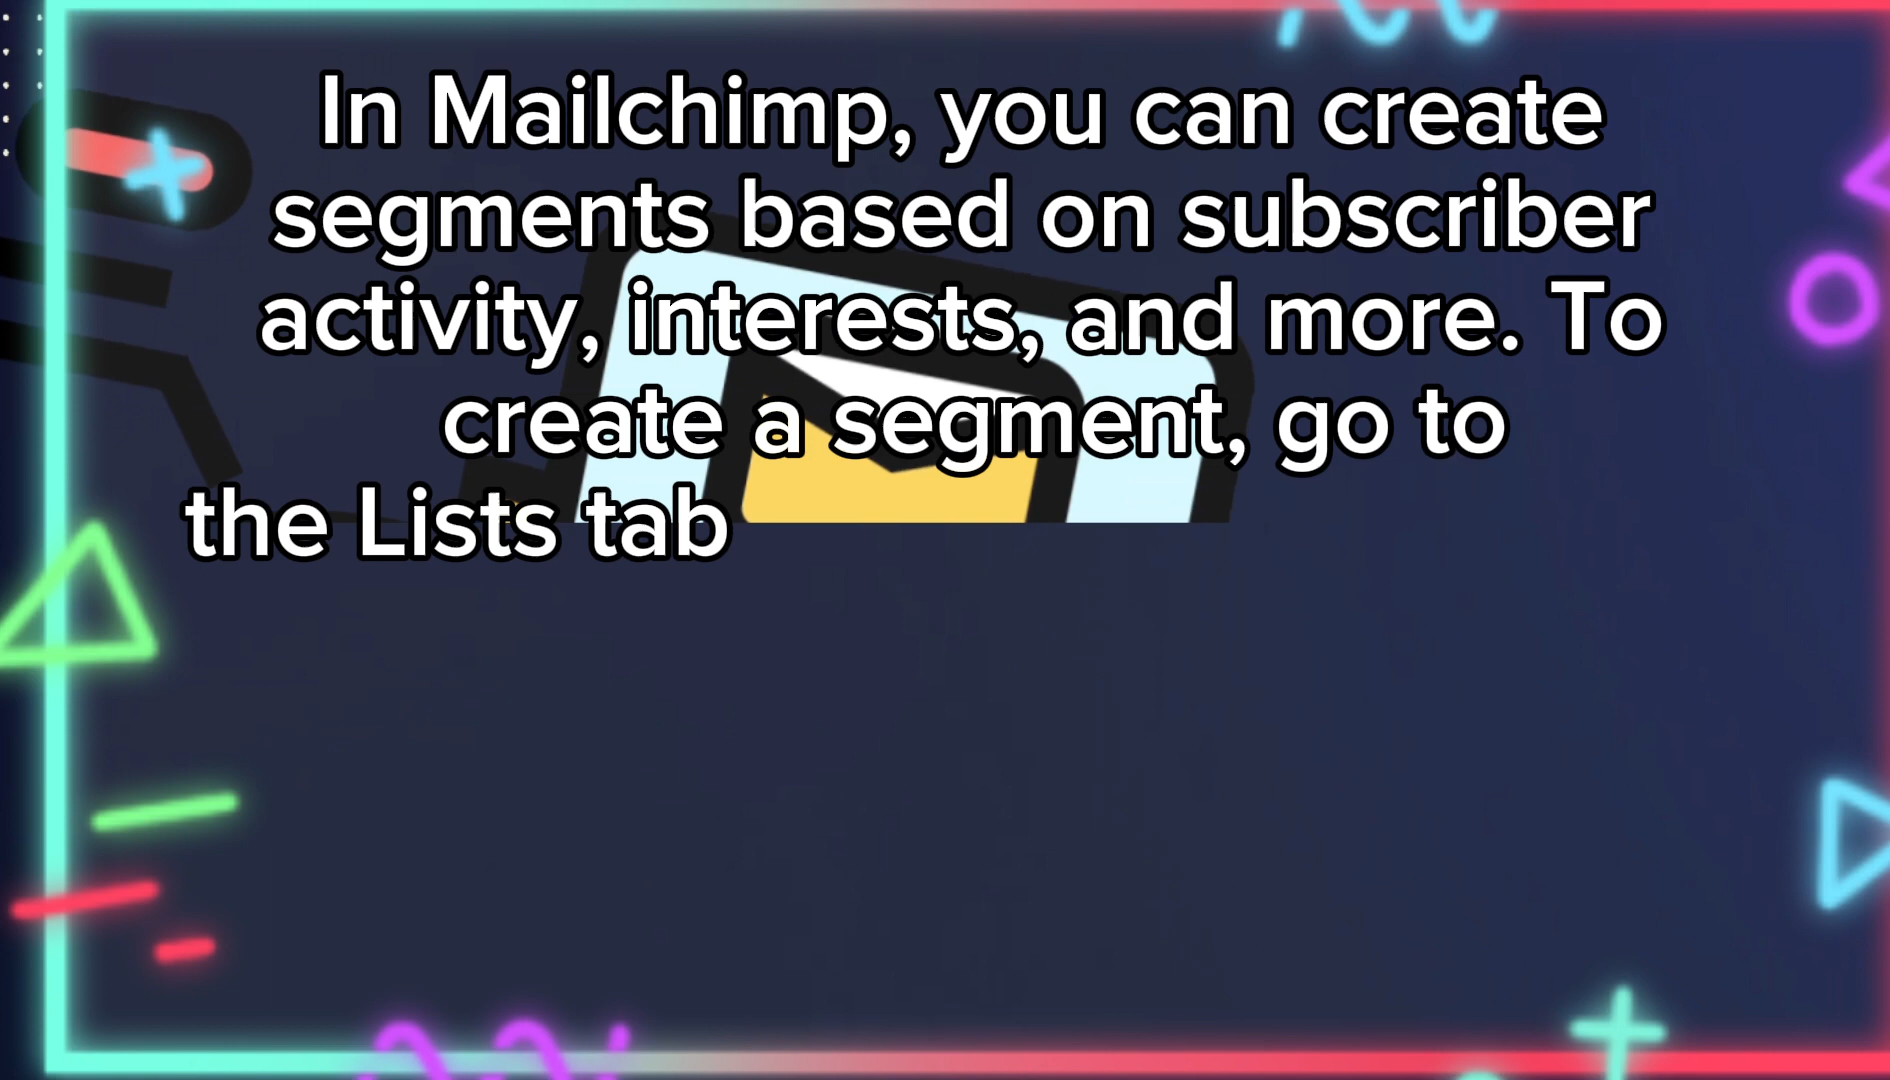 In Mailchimp, you can create
segments based on subscriber
activity, interests, and more. To
create a segment, go to
the Lists tab